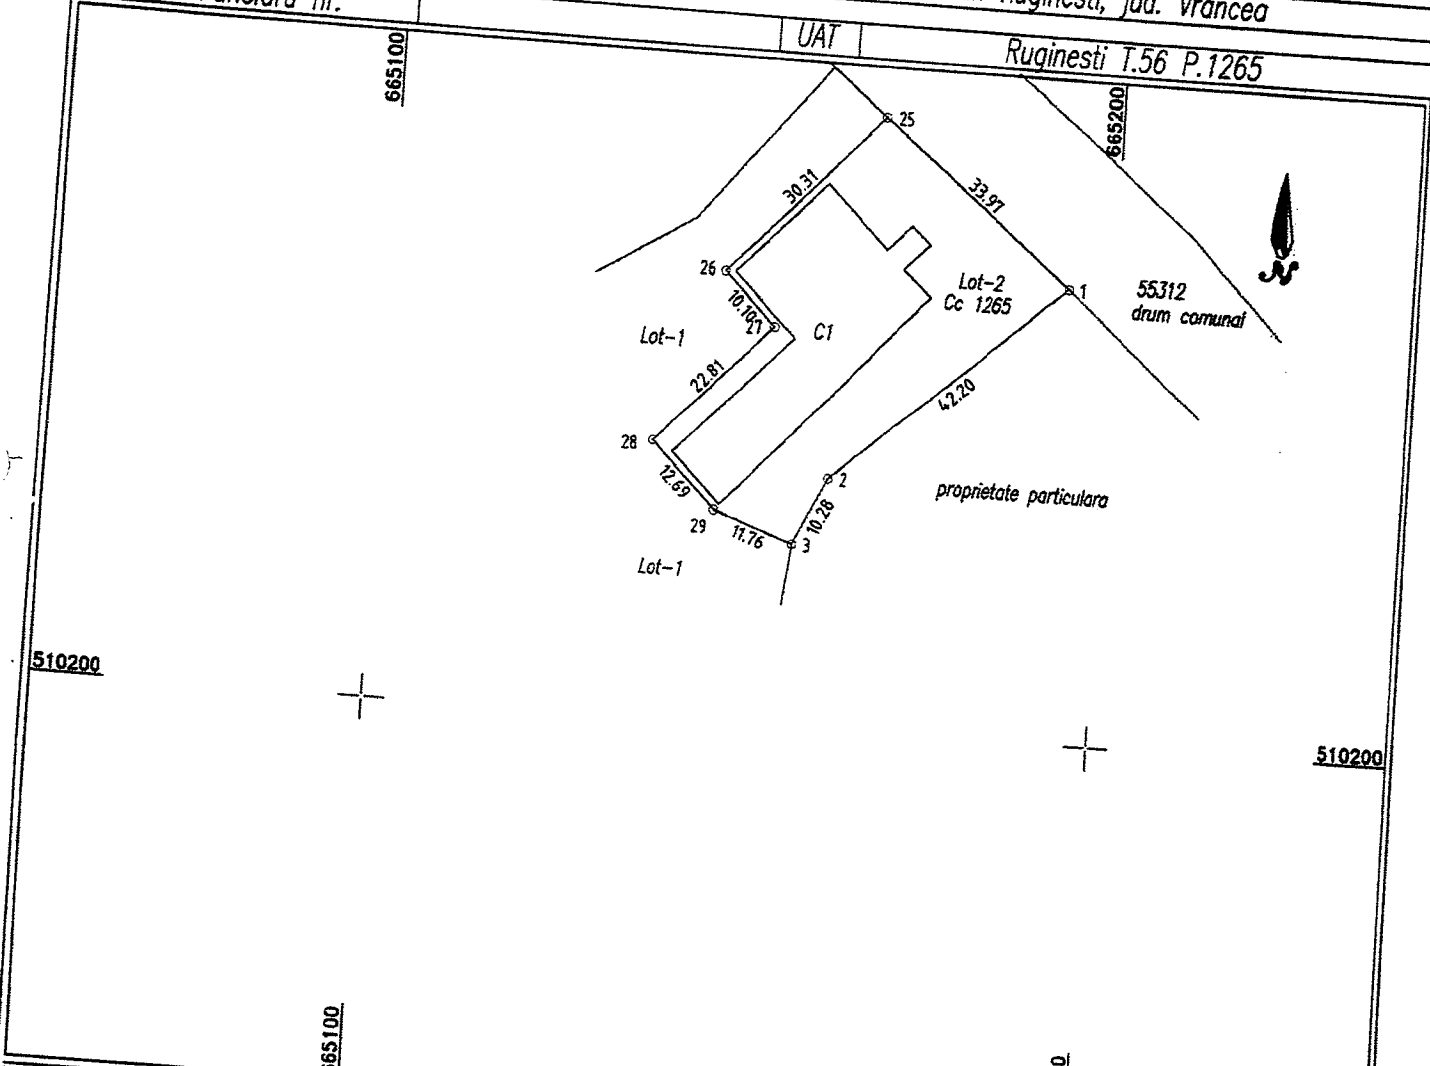 nr.
Ruginesti, jud. Vrancea
UAT
Ruginesti T.56 P.1265
665100
665200
25
30.31
33.97
26
10.10
27
Lot-1
C1
Lot-2
Cc 1265
1
55312
drum comunal
22.81
42.20
28
12.69
2
proprietate particulara
29
11.76
10.28
3
Lot-1
510200
510200